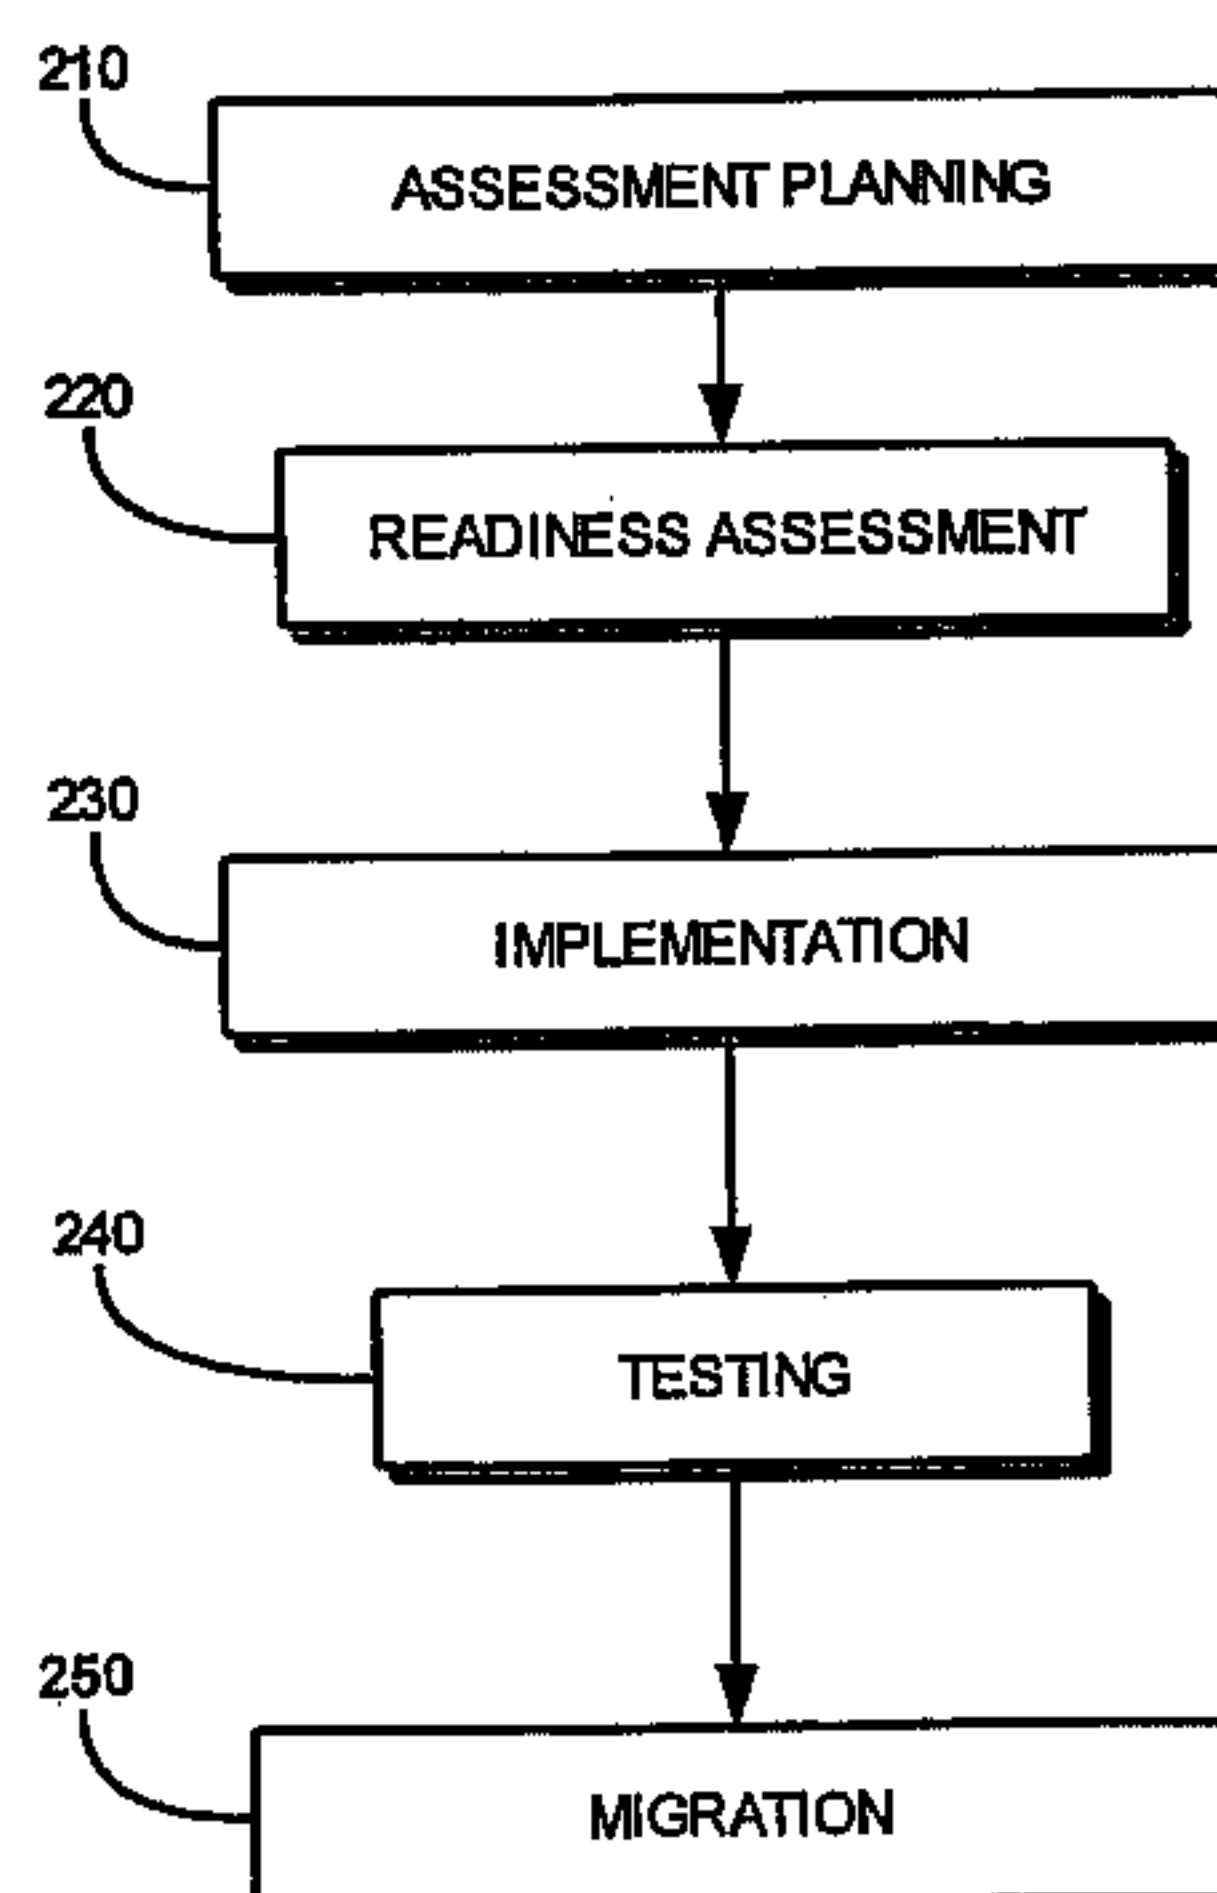 210
ASSESSMENT PLANNING
220
READINESS ASSESSMENT
230
IMPLEMENTATION
240
TESTING
250
MIGRATION